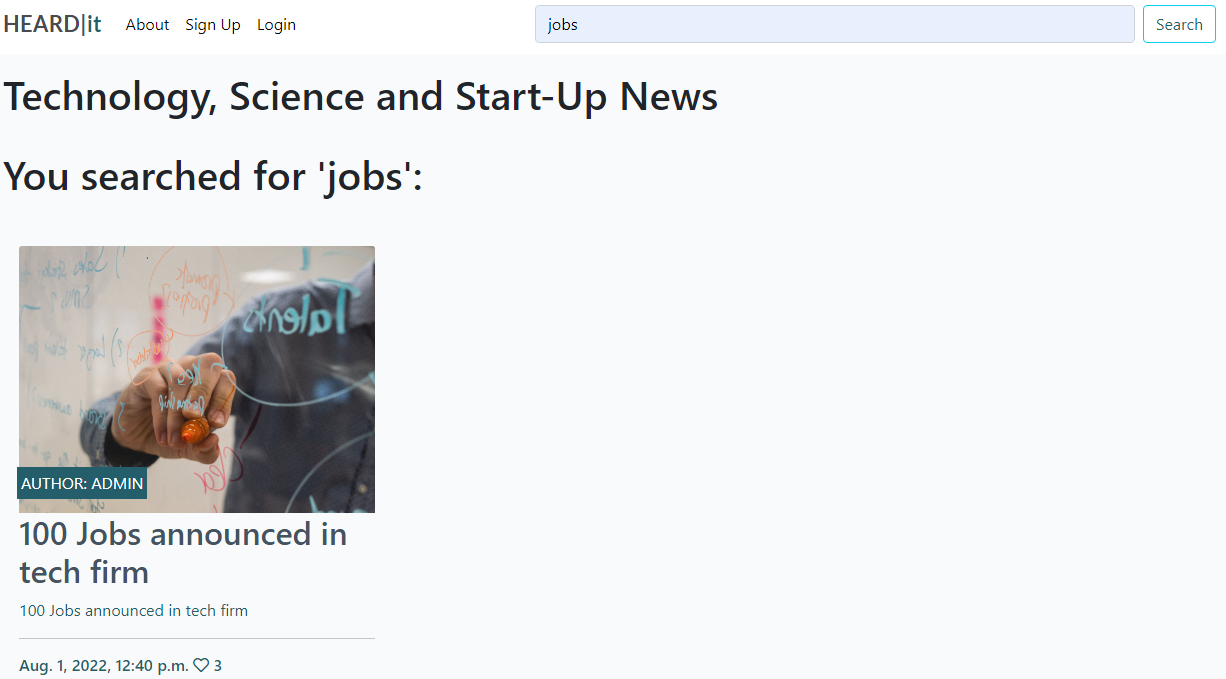 HEARD|it About Sign Up Login jobs Search
Technology, Science and Start-Up News
You searched for 'jobs':
Talents
AUTHOR: ADMIN
100 Jobs announced in
tech firm
100 Jobs announced in tech firm
Aug. 1, 2022, 12:40 p.m. 3